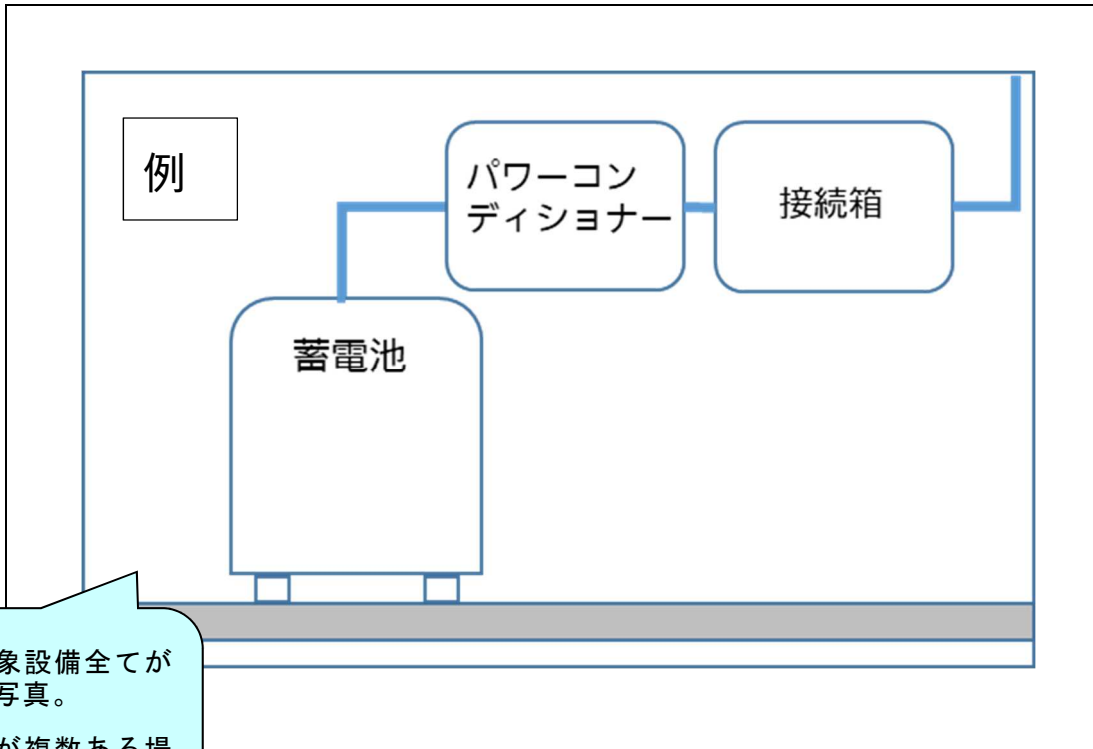 例
パワーコン
ディショナー
接続箱
蓄電池
象設備全てが
写真。
が複数ある場